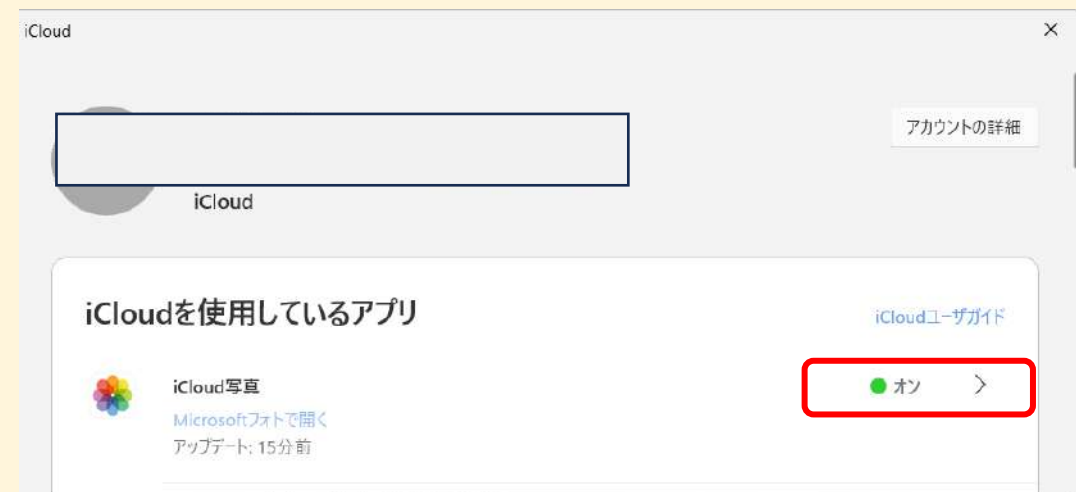 iCloud
アカウントの詳細
iCloud
iCloudを使用しているアプリ
iCloudユーザガイド
iCloud写真
オン
Microsoftフォトで開く
アップデート: 15分前